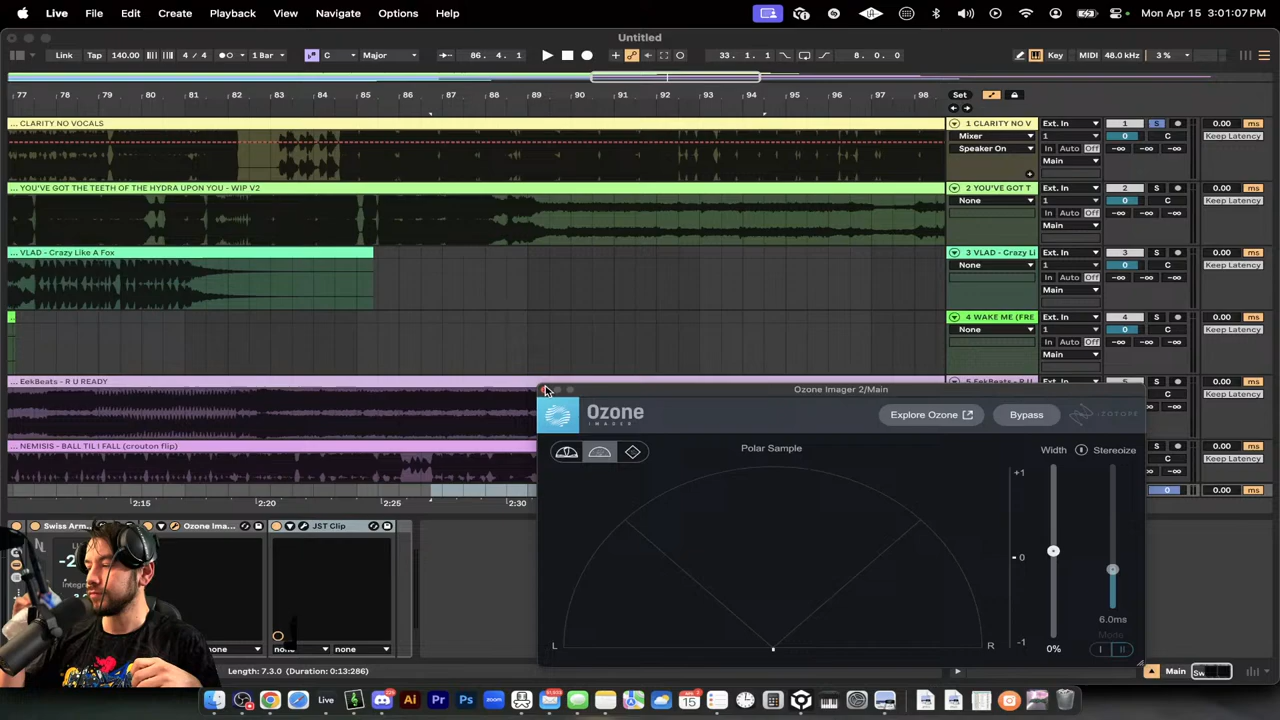 Live File Edit Create Playback View Navigate Options Help Mon Apr 15 3:01:07 PM
Untitled
Link Tap 140.00 4 / 4 1 Bar C Major 86. 4. 1 33. 1. 1 8. 0. 0 Key MIDI 48.0 kHz 3 %
77 78 79 80 81 82 83 84 85 86 87 88 89 90 91 92 93 94 95 96 97 98 Set
... CLARITY NO VOCALS 1 CLARITY NO V Ext. In 1 S 0.00 ms
Mixer 1 0 C Keep Latency
Speaker On In Auto Off -∞ -∞
Main
... YOU'VE GOT THE TEETH OF THE HYDRA UPON YOU - WIP V2 2 YOU'VE GOT T Ext. In 2 S 0.00 ms
None 1 0 C Keep Latency
In Auto Off -∞ -∞
Main
... VLAD - Crazy Like A Fox 3 VLAD - Crazy Li Ext. In 3 S 0.00 ms
None 1 0 C Keep Latency
In Auto Off -∞ -∞
Main
4 WAKE ME (FRE Ext. In 4 S 0.00 ms
None 1 0 C Keep Latency
In Auto Off -∞ -∞
Main
... EekBeats - R U READY
Ozone Imager 2/Main
0.00 ms
Keep Latency
Ozone
IMAGER
Explore Ozone Bypass iZOTOPE
... NEMISIS - BALL TIL I FALL (crouton flip)
0.00 ms
Keep Latency
Polar Sample Width Stereoize
+1
0 0.00 ms
2:15 2:20 2:25 2:30
Swiss Arm... Ozone Ima... JST Clip
-2
Integr
0
6.0ms
Mode
L R -1 I II
0%
none none none
Length: 7.3.0 (Duration: 0:13:286) Main